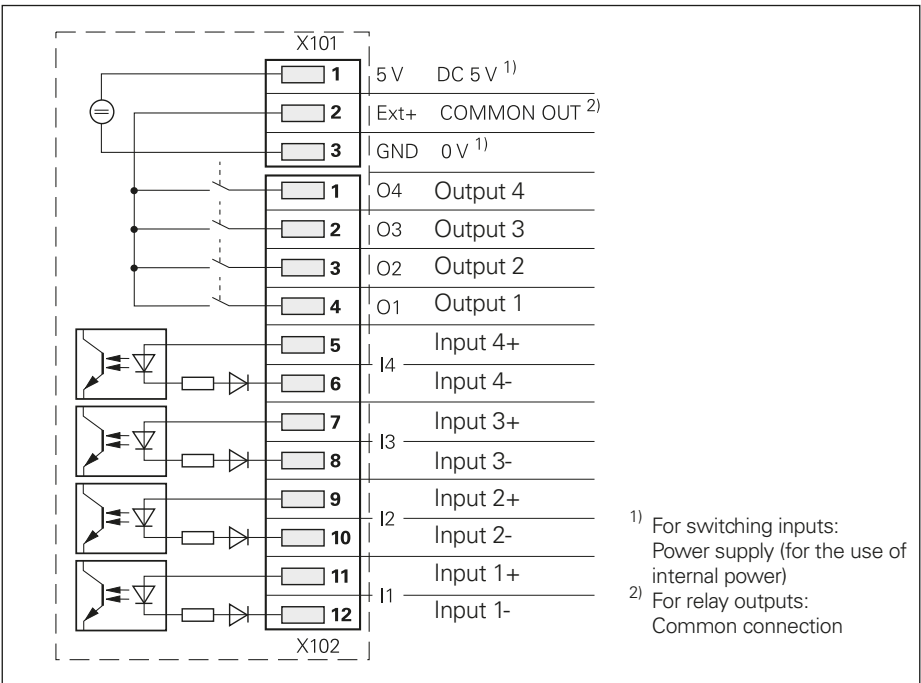 X101
1 5 V DC 5 V 1)
2 Ext+ COMMON OUT 2)
3 GND 0 V 1)
1 O4 Output 4
2 O3 Output 3
3 O2 Output 2
4 O1 Output 1
5 Input 4+
I4
6 Input 4-
7 Input 3+
I3
8 Input 3-
9 Input 2+
I2
10 Input 2-
11 Input 1+
I1
12 Input 1-
X102
1) For switching inputs:
Power supply (for the use of
internal power)
2) For relay outputs:
Common connection